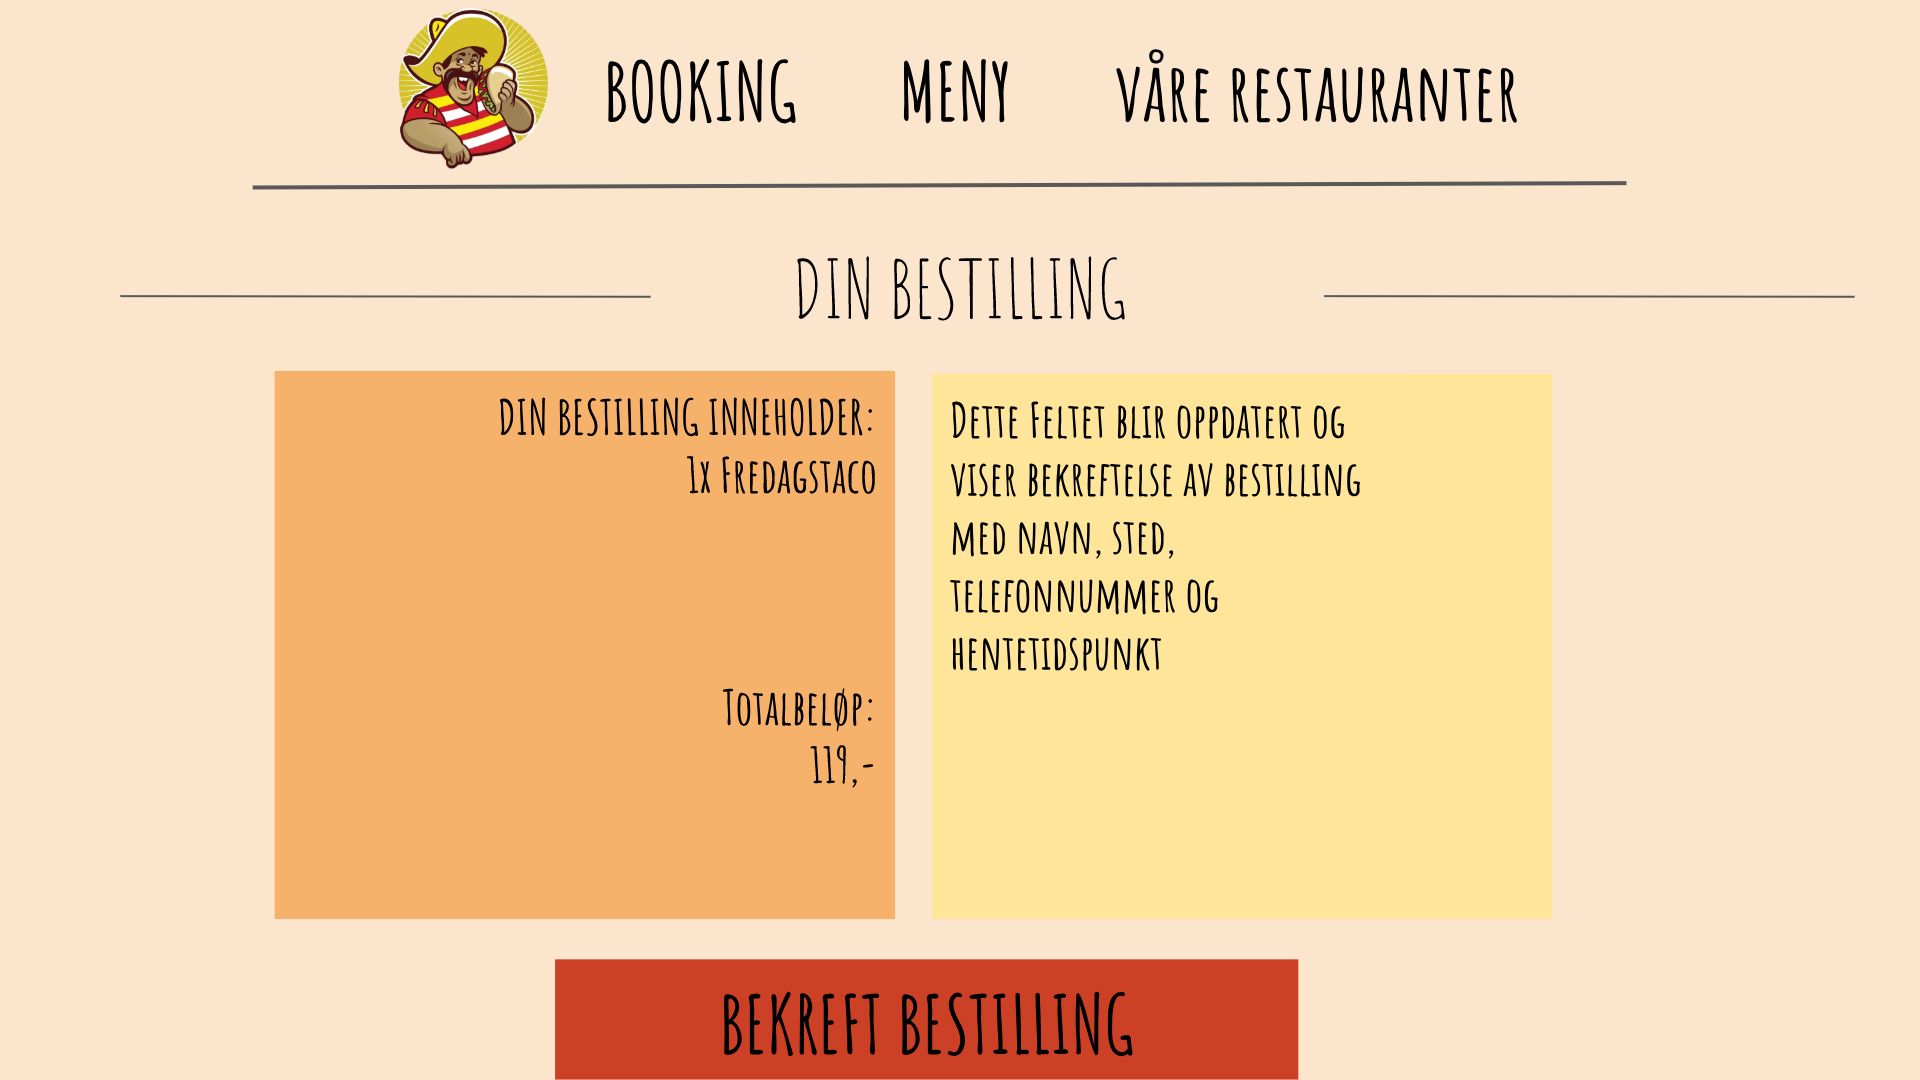 BOOKING MENY VÅRE RESTAURANTER
DIN BESTILLING
DIN BESTILLING INNEHOLDER:
1x Fredagstaco
Totalbeløp:
119,-
Dette Feltet blir oppdatert og
viser bekreftelse av bestilling
med navn, sted,
telefonnummer og
hentetidspunkt
BEKREFT BESTILLING